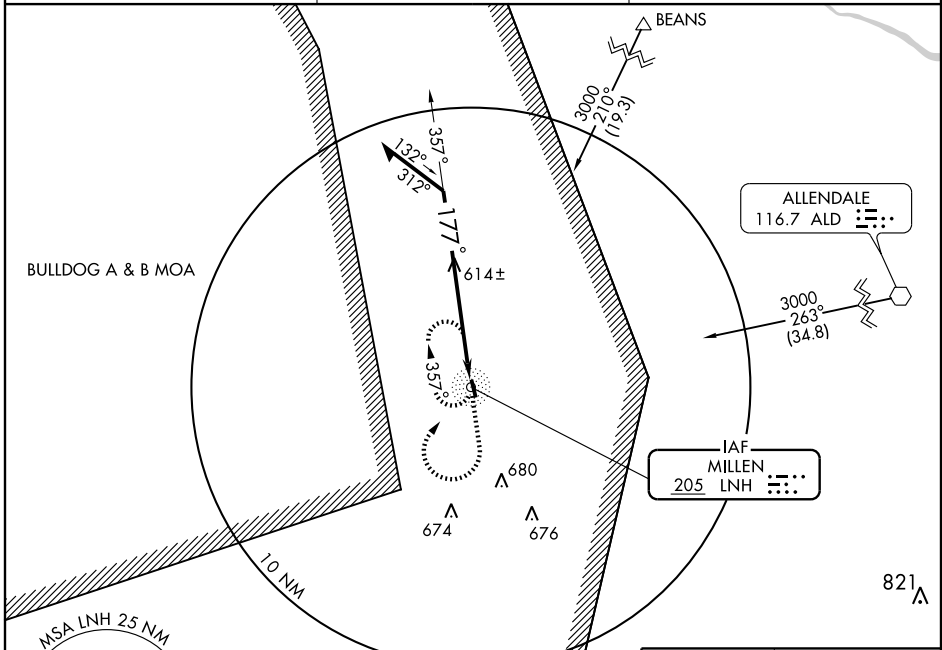 BEANS
3000
210°
(19.3)
357°
132°
312°
177°
ALLENDALE
116.7 ALD
BULLDOG A & B MOA
614±
3000
263°
(34.8)
357°
IAF
MILLEN
205 LNH
680
674
676
10 NM
821
MSA LNH 25 NM